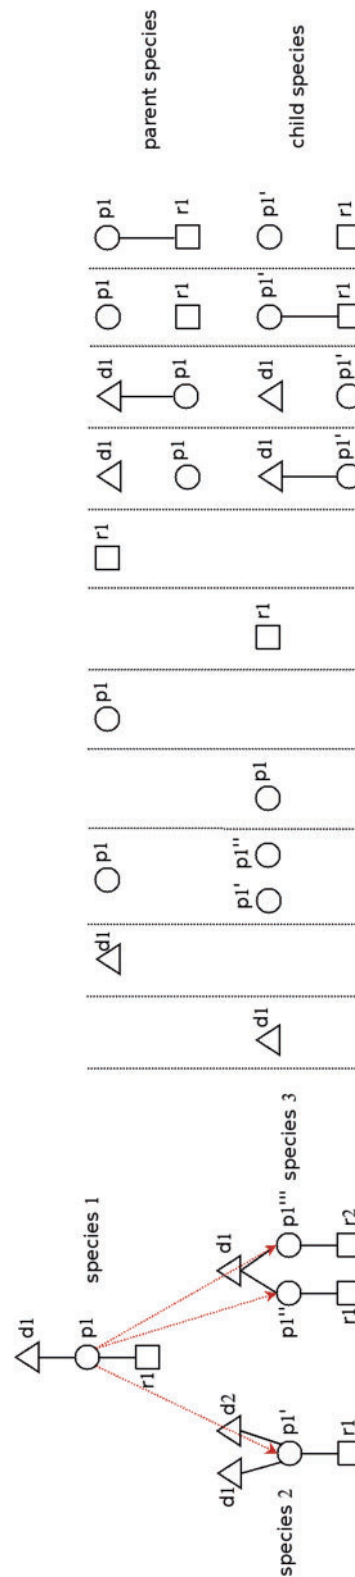 d1
p1 species 1
r1
d1 d2 d1
species 2 p1' p1'' p1''' species 3
r1 r1 r2
d1 p1 p1 r1 d1 d1 p1 p1
parent species
p1 p1 r1 r1
d1 p1' p1'' p1 r1 d1 d1 p1' p1'
child species
p1' p1' r1 r1